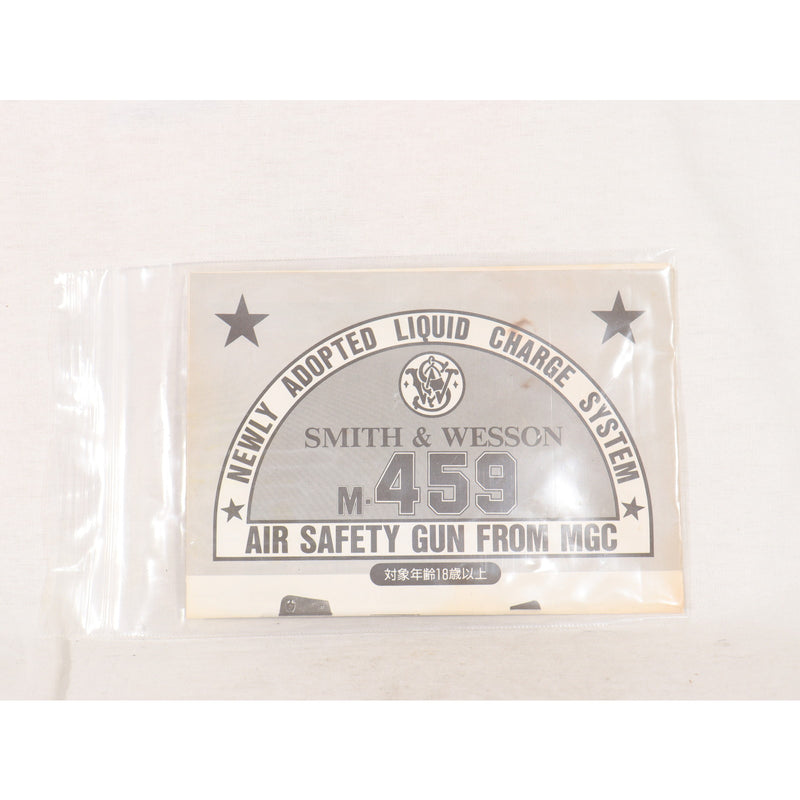 NEWLY ADOPTED LIQUID CHARGE SYSTEM
SW
SMITH & WESSON
M·459
AIR SAFETY GUN FROM MGC
対象年齢18歳以上